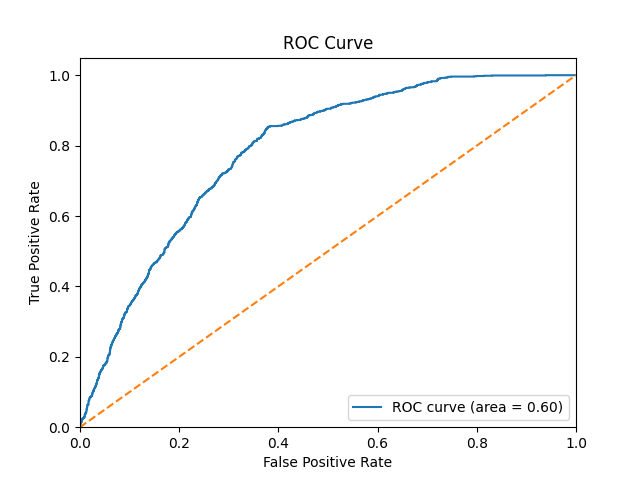 ROC Curve
1.0
0.8
0.6
0.4
0.2
0.0
True Positive Rate
ROC curve (area = 0.60)
0.0 0.2 0.4 0.6 0.8 1.0
False Positive Rate